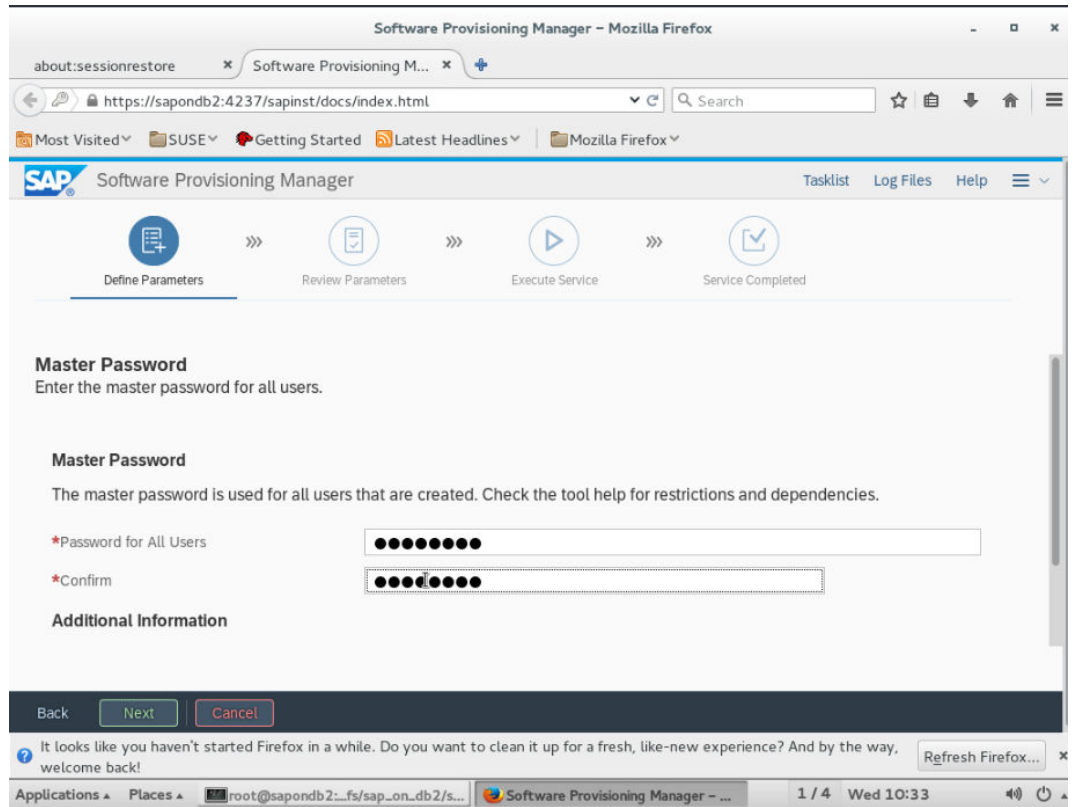 Software Provisioning Manager – Mozilla Firefox
about:sessionrestore
Software Provisioning M...
https://sapondb2:4237/sapinst/docs/index.html
Search
Most Visited
SUSE
Getting Started
Latest Headlines
Mozilla Firefox
SAP Software Provisioning Manager
Tasklist
Log Files
Help
Define Parameters
Review Parameters
Execute Service
Service Completed
Master Password
Enter the master password for all users.
Master Password
The master password is used for all users that are created. Check the tool help for restrictions and dependencies.
*Password for All Users
*Confirm
Additional Information
Back
Next
Cancel
It looks like you haven't started Firefox in a while. Do you want to clean it up for a fresh, like-new experience? And by the way,
welcome back!
Refresh Firefox...
Applications
Places
root@sapondb2:..._fs/sap_on_db2/s...
Software Provisioning Manager – ...
1 / 4
Wed 10:33